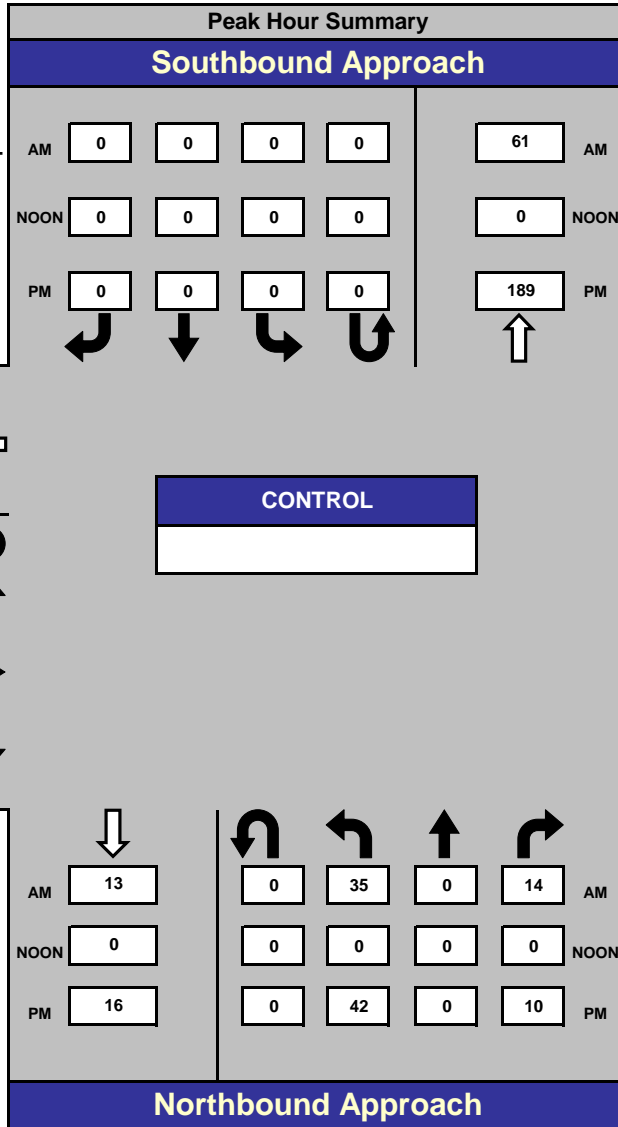 Peak Hour Summary
Southbound Approach
AM 0 0 0 0 61 AM
NOON 0 0 0 0 0 NOON
PM 0 0 0 0 189 PM
CONTROL
AM 13 0 35 0 14 AM
NOON 0 0 0 0 0 NOON
PM 16 0 42 0 10 PM
Northbound Approach